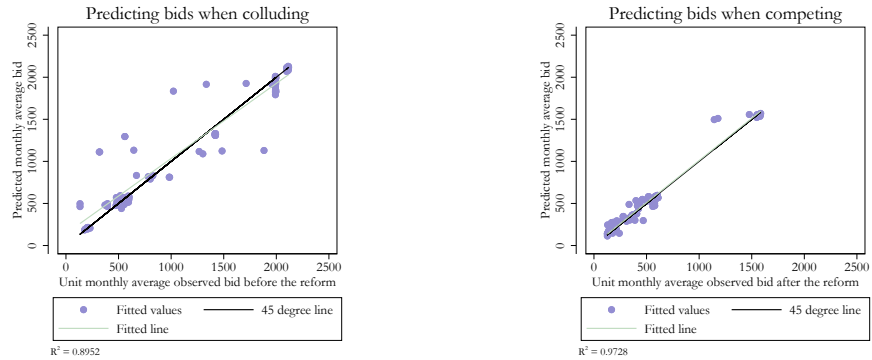 Predicting bids when colluding
Predicted monthly average bid
2500
2000
1500
1000
500
0
0 500 1000 1500 2000 2500
Unit monthly average observed bid before the reform
Fitted values 45 degree line
Fitted line
R² = 0.8952
Predicting bids when competing
Predicted monthly average bid
2500
2000
1500
1000
500
0
0 500 1000 1500 2000 2500
Unit monthly average observed bid after the reform
Fitted values 45 degree line
Fitted line
R² = 0.9728